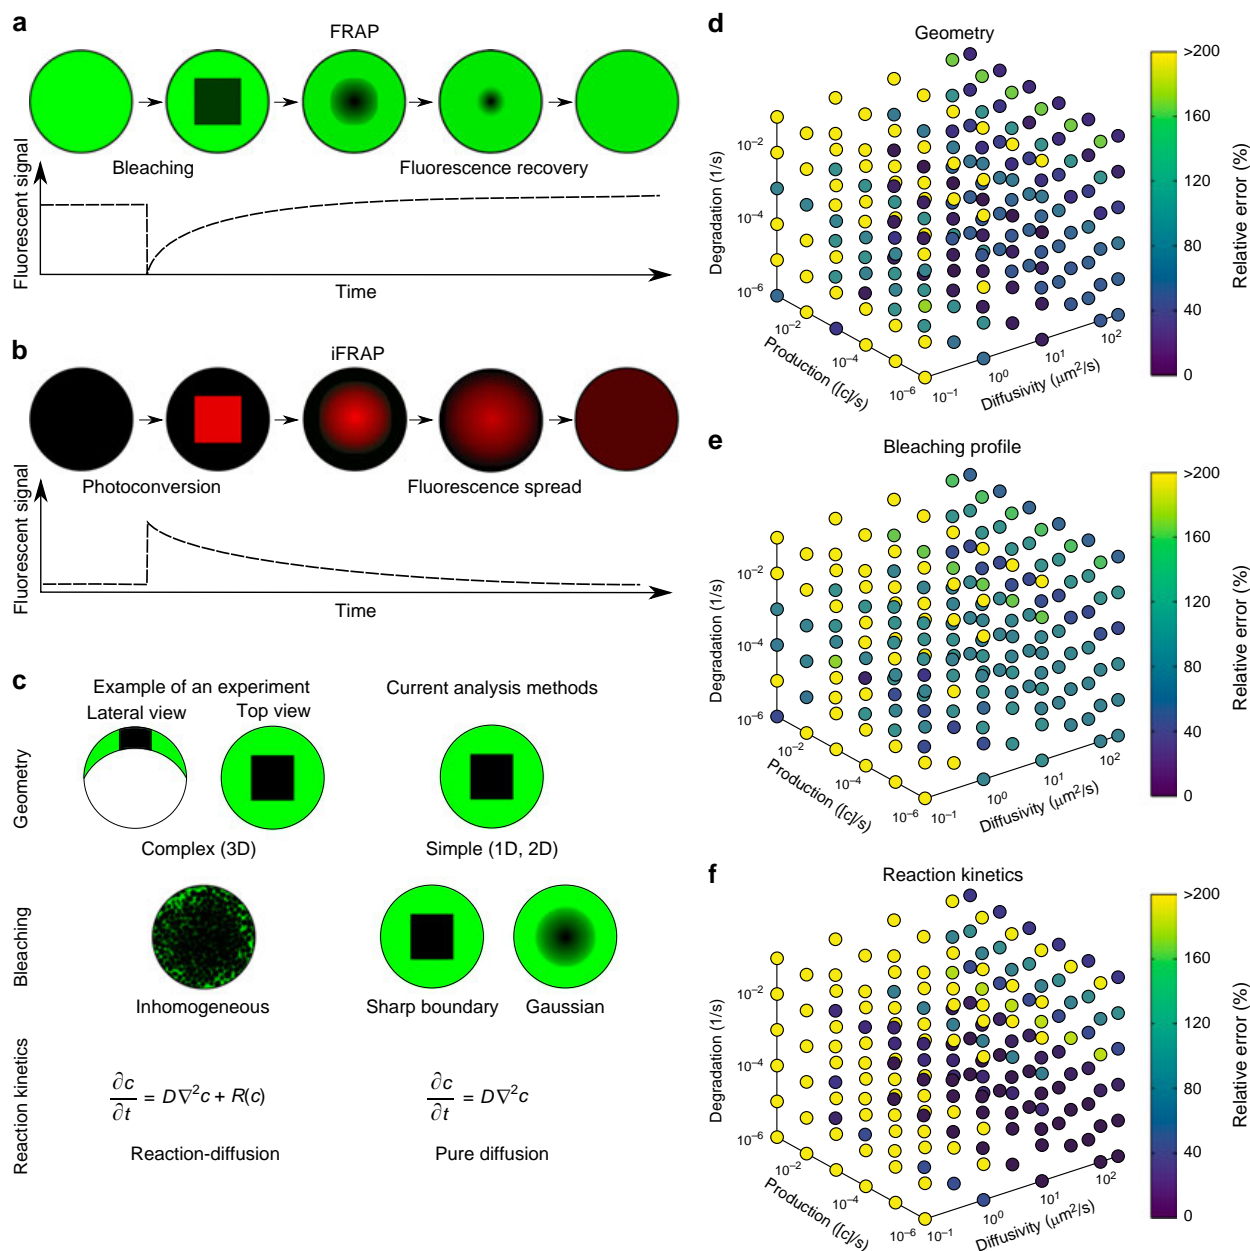 a
FRAP
Bleaching
Fluorescence recovery
Fluorescent signal
Time
b
iFRAP
Photoconversion
Fluorescence spread
Fluorescent signal
Time
c
Example of an experiment
Current analysis methods
Lateral view
Top view
Geometry
Complex (3D)
Simple (1D, 2D)
Bleaching
Inhomogeneous
Sharp boundary
Gaussian
Reaction kinetics
∂c/∂t = D∇²c + R(c)
∂c/∂t = D∇²c
Reaction-diffusion
Pure diffusion
d
Geometry
Degradation (1/s)
10⁻²
10⁻⁴
10⁻⁶
Production ([c]/s)
10⁻²
10⁻⁴
10⁻⁶
Diffusivity (μm²/s)
10⁻¹
10⁰
10¹
10²
Relative error (%)
>200
160
120
80
40
0
e
Bleaching profile
Degradation (1/s)
10⁻²
10⁻⁴
10⁻⁶
Production ([c]/s)
10⁻²
10⁻⁴
10⁻⁶
Diffusivity (μm²/s)
10⁻¹
10⁰
10¹
10²
Relative error (%)
>200
160
120
80
40
0
f
Reaction kinetics
Degradation (1/s)
10⁻²
10⁻⁴
10⁻⁶
Production ([c]/s)
10⁻²
10⁻⁴
10⁻⁶
Diffusivity (μm²/s)
10⁻¹
10⁰
10¹
10²
Relative error (%)
>200
160
120
80
40
0